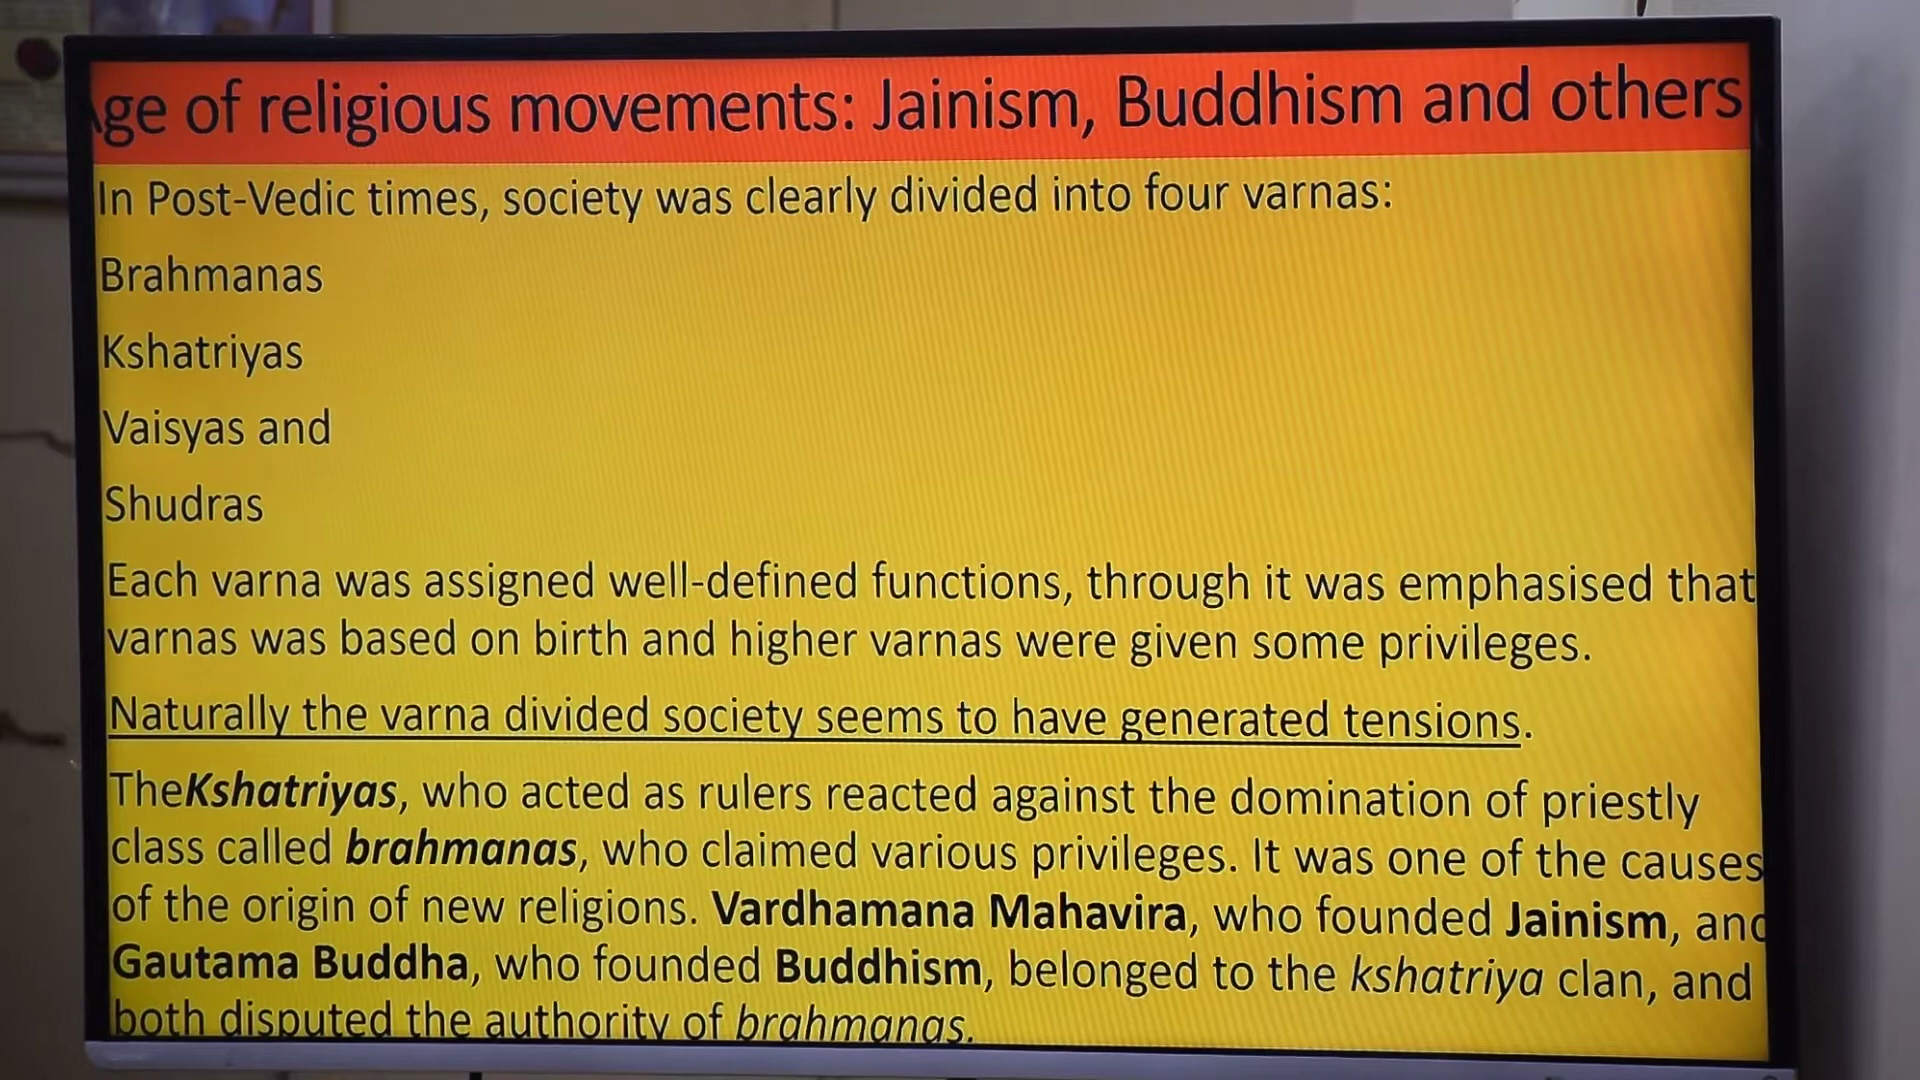 Age of religious movements: Jainism, Buddhism and others
In Post-Vedic times, society was clearly divided into four varnas:
Brahmanas
Kshatriyas
Vaisyas and
Shudras
Each varna was assigned well-defined functions, through it was emphasised that
varnas was based on birth and higher varnas were given some privileges.
Naturally the varna divided society seems to have generated tensions.
TheKshatriyas, who acted as rulers reacted against the domination of priestly
class called brahmanas, who claimed various privileges. It was one of the causes
of the origin of new religions. Vardhamana Mahavira, who founded Jainism, and
Gautama Buddha, who founded Buddhism, belonged to the kshatriya clan, and
both disputed the authority of brahmanas.